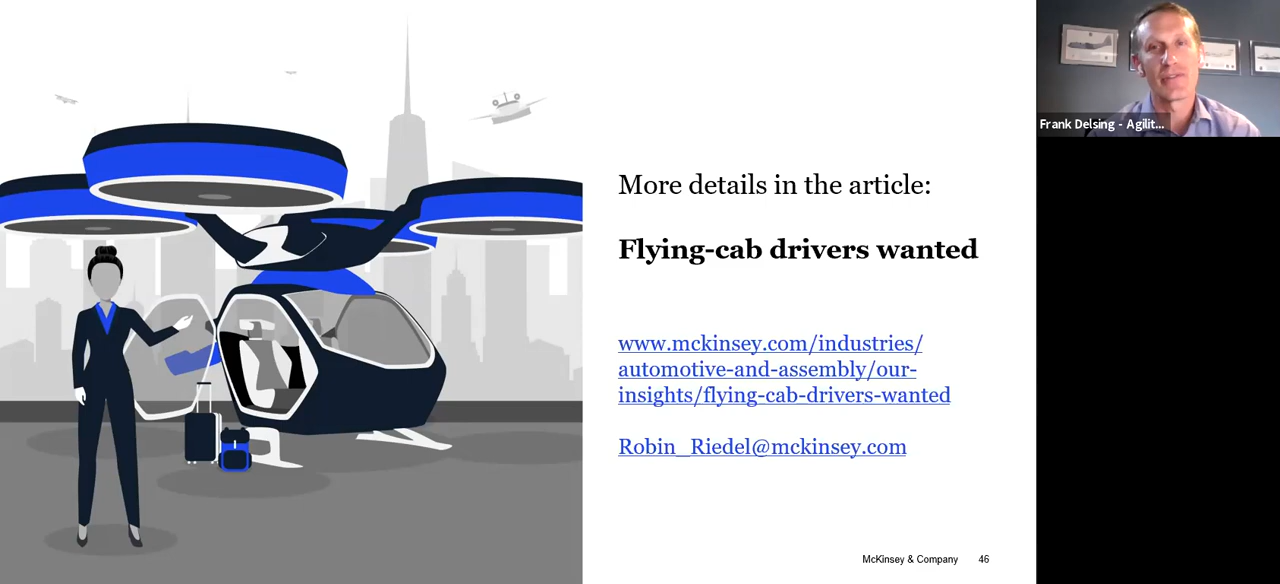 Frank Delsing - Agilit...
More details in the article:
Flying-cab drivers wanted
www.mckinsey.com/industries/
automotive-and-assembly/our-
insights/flying-cab-drivers-wanted
Robin_Riedel@mckinsey.com
McKinsey & Company 46